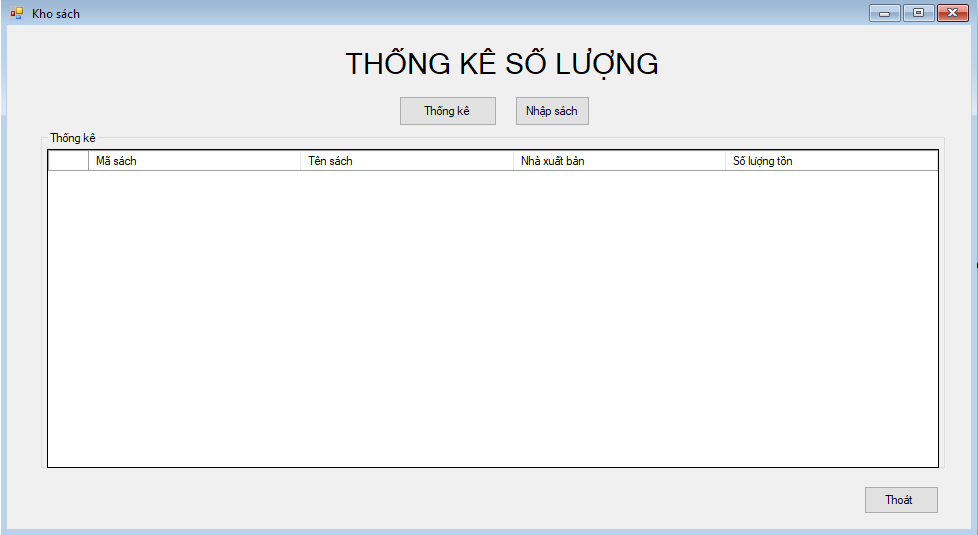 Kho sách
THỐNG KÊ SỐ LƯỢNG
Thống kê Nhập sách
Thống kê
Mã sách Tên sách Nhà xuất bản Số lượng tồn
Thoát